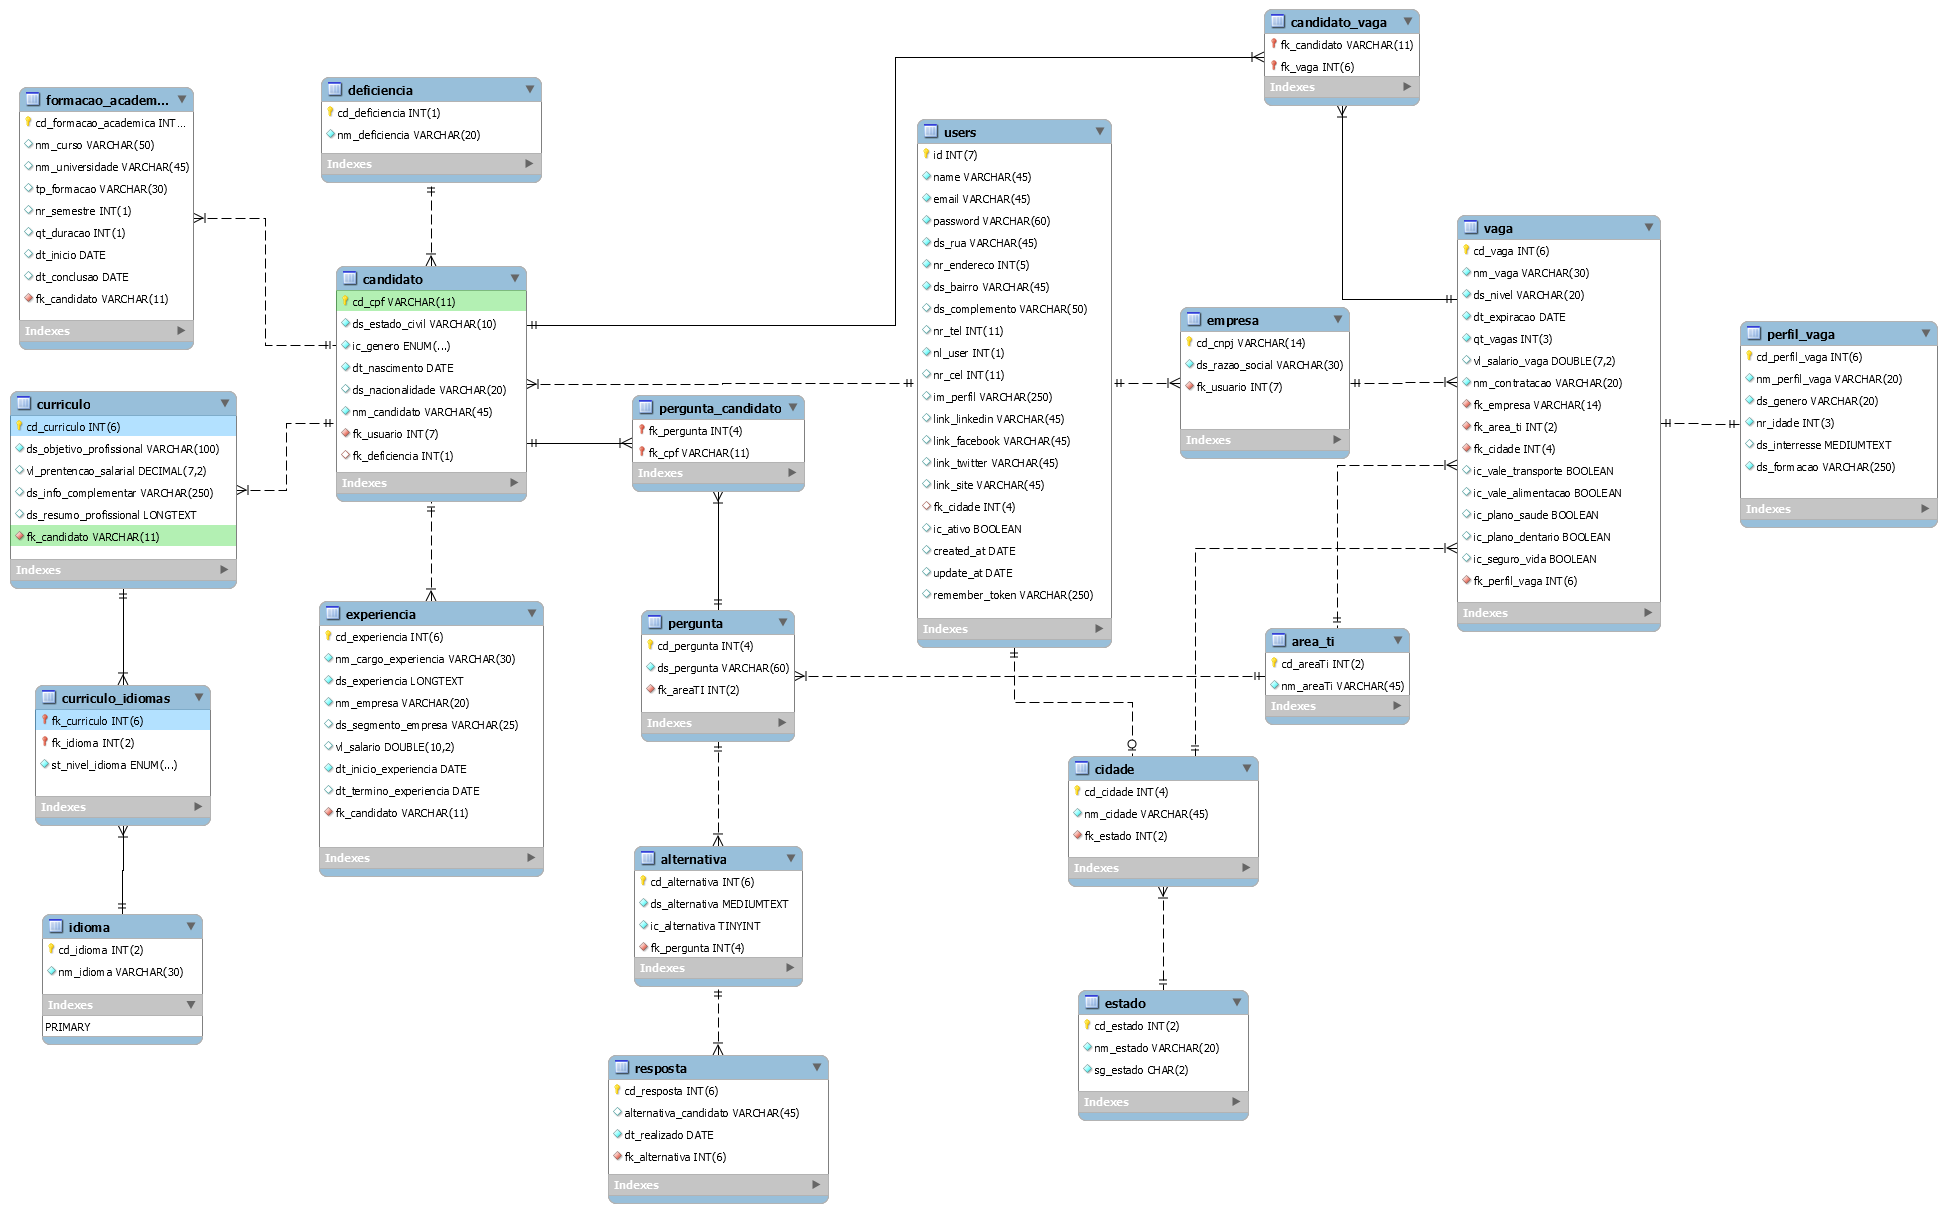 candidato_vaga
fk_candidato VARCHAR(11)
fk_vaga INT(6)
Indexes
formacao_academ...
cd_formacao_academica INT...
nm_curso VARCHAR(50)
nm_universidade VARCHAR(45)
tp_formacao VARCHAR(30)
nr_semestre INT(1)
qt_duracao INT(1)
dt_inicio DATE
dt_conclusao DATE
fk_candidato VARCHAR(11)
Indexes
deficiencia
cd_deficiencia INT(1)
nm_deficiencia VARCHAR(20)
Indexes
users
id INT(7)
name VARCHAR(45)
email VARCHAR(45)
password VARCHAR(60)
ds_rua VARCHAR(45)
nr_endereco INT(5)
ds_bairro VARCHAR(45)
ds_complemento VARCHAR(50)
nr_tel INT(11)
nl_user INT(1)
nr_cel INT(11)
im_perfil VARCHAR(250)
link_linkedin VARCHAR(45)
link_facebook VARCHAR(45)
link_twitter VARCHAR(45)
link_site VARCHAR(45)
fk_cidade INT(4)
ic_ativo BOOLEAN
created_at DATE
update_at DATE
remember_token VARCHAR(250)
Indexes
vaga
cd_vaga INT(6)
nm_vaga VARCHAR(30)
ds_nivel VARCHAR(20)
dt_expiracao DATE
qt_vagas INT(3)
vl_salario_vaga DOUBLE(7,2)
nm_contratacao VARCHAR(20)
fk_empresa VARCHAR(14)
fk_area_ti INT(2)
fk_cidade INT(4)
ic_vale_transporte BOOLEAN
ic_vale_alimentacao BOOLEAN
ic_plano_saude BOOLEAN
ic_plano_dentario BOOLEAN
ic_seguro_vida BOOLEAN
fk_perfil_vaga INT(6)
Indexes
candidato
cd_cpf VARCHAR(11)
ds_estado_civil VARCHAR(10)
ic_genero ENUM(...)
dt_nascimento DATE
ds_nacionalidade VARCHAR(20)
nm_candidato VARCHAR(45)
fk_usuario INT(7)
fk_deficiencia INT(1)
Indexes
empresa
cd_cnpj VARCHAR(14)
ds_razao_social VARCHAR(30)
fk_usuario INT(7)
Indexes
perfil_vaga
cd_perfil_vaga INT(6)
nm_perfil_vaga VARCHAR(20)
ds_genero VARCHAR(20)
nr_idade INT(3)
ds_interresse MEDIUMTEXT
ds_formacao VARCHAR(250)
Indexes
curriculo
cd_curriculo INT(6)
ds_objetivo_profissional VARCHAR(100)
vl_prentencao_salarial DECIMAL(7,2)
ds_info_complementar VARCHAR(250)
ds_resumo_profissional LONGTEXT
fk_candidato VARCHAR(11)
Indexes
pergunta_candidato
fk_pergunta INT(4)
fk_cpf VARCHAR(11)
Indexes
experiencia
cd_experiencia INT(6)
nm_cargo_experiencia VARCHAR(30)
ds_experiencia LONGTEXT
nm_empresa VARCHAR(20)
ds_segmento_empresa VARCHAR(25)
vl_salario DOUBLE(10,2)
dt_inicio_experiencia DATE
dt_termino_experiencia DATE
fk_candidato VARCHAR(11)
Indexes
pergunta
cd_pergunta INT(4)
ds_pergunta VARCHAR(60)
fk_areaTI INT(2)
Indexes
area_ti
cd_areaTi INT(2)
nm_areaTi VARCHAR(45)
Indexes
curriculo_idiomas
fk_curriculo INT(6)
fk_idioma INT(2)
st_nivel_idioma ENUM(...)
Indexes
cidade
cd_cidade INT(4)
nm_cidade VARCHAR(45)
fk_estado INT(2)
Indexes
alternativa
cd_alternativa INT(6)
ds_alternativa MEDIUMTEXT
ic_alternativa TINYINT
fk_pergunta INT(4)
Indexes
idioma
cd_idioma INT(2)
nm_idioma VARCHAR(30)
Indexes
PRIMARY
estado
cd_estado INT(2)
nm_estado VARCHAR(20)
sg_estado CHAR(2)
Indexes
resposta
cd_resposta INT(6)
alternativa_candidato VARCHAR(45)
dt_realizado DATE
fk_alternativa INT(6)
Indexes